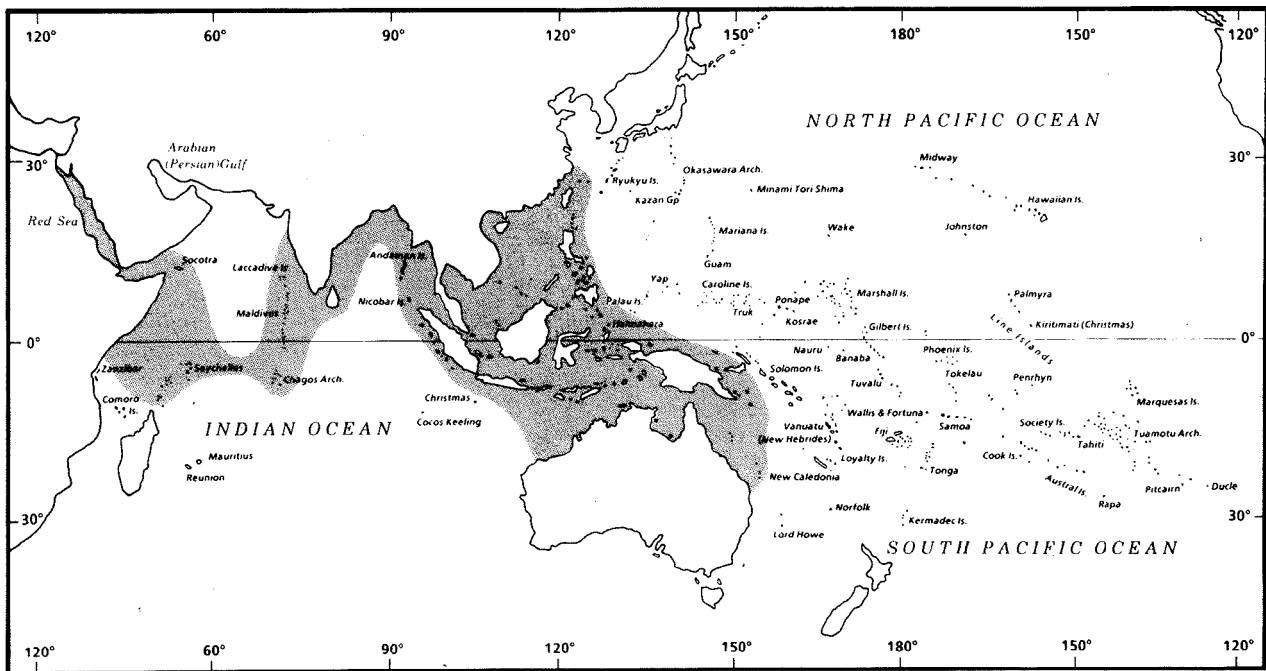 120°
60°
90°
120°
150°
180°
150°
120°
NORTH PACIFIC OCEAN
30°
30°
Arabian
(Persian)Gulf
Red Sea
Midway
Okasawara Arch.
Ryukyu Is.
Minami Tori Shima
Kazan Gp
Hawaiian Is.
Mariana Is.
Wake
Johnston
Socotra
Laccadive Is
Andaman Is.
Guam
Yap
Caroline Is.
Nicobar Is.
Palau Is.
Marshall Is.
Ponape
Palmyra
Maldives
Truk
Kosrae
Halmahara
Gilbert Is.
Kiritimati (Christmas)
Line Islands
0°
0°
Nauru
Banaba
Phoenix Is.
Zanzibar
Seychalles
Solomon Is.
Tokelau
Chagos Arch.
Tuvalu
Penrhyn
Comoro
Is.
Christmas
Marquesas Is.
Cocos Keeling
Wallis & Fortuna
INDIAN OCEAN
Vanuatu
(New Hebrides)
Fiji
Samoa
Society Is.
Tahiti
Tuamotu Arch.
Mauritius
Reunion
Loyalty Is.
Tonga
Cook Is.
New Caledonia
Austral Is.
Pitcairn
Ducle
Rapa
30°
30°
Norfolk
Kermadec Is.
Lord Howe
SOUTH PACIFIC OCEAN
120°
60°
90°
120°
150°
180°
150°
120°